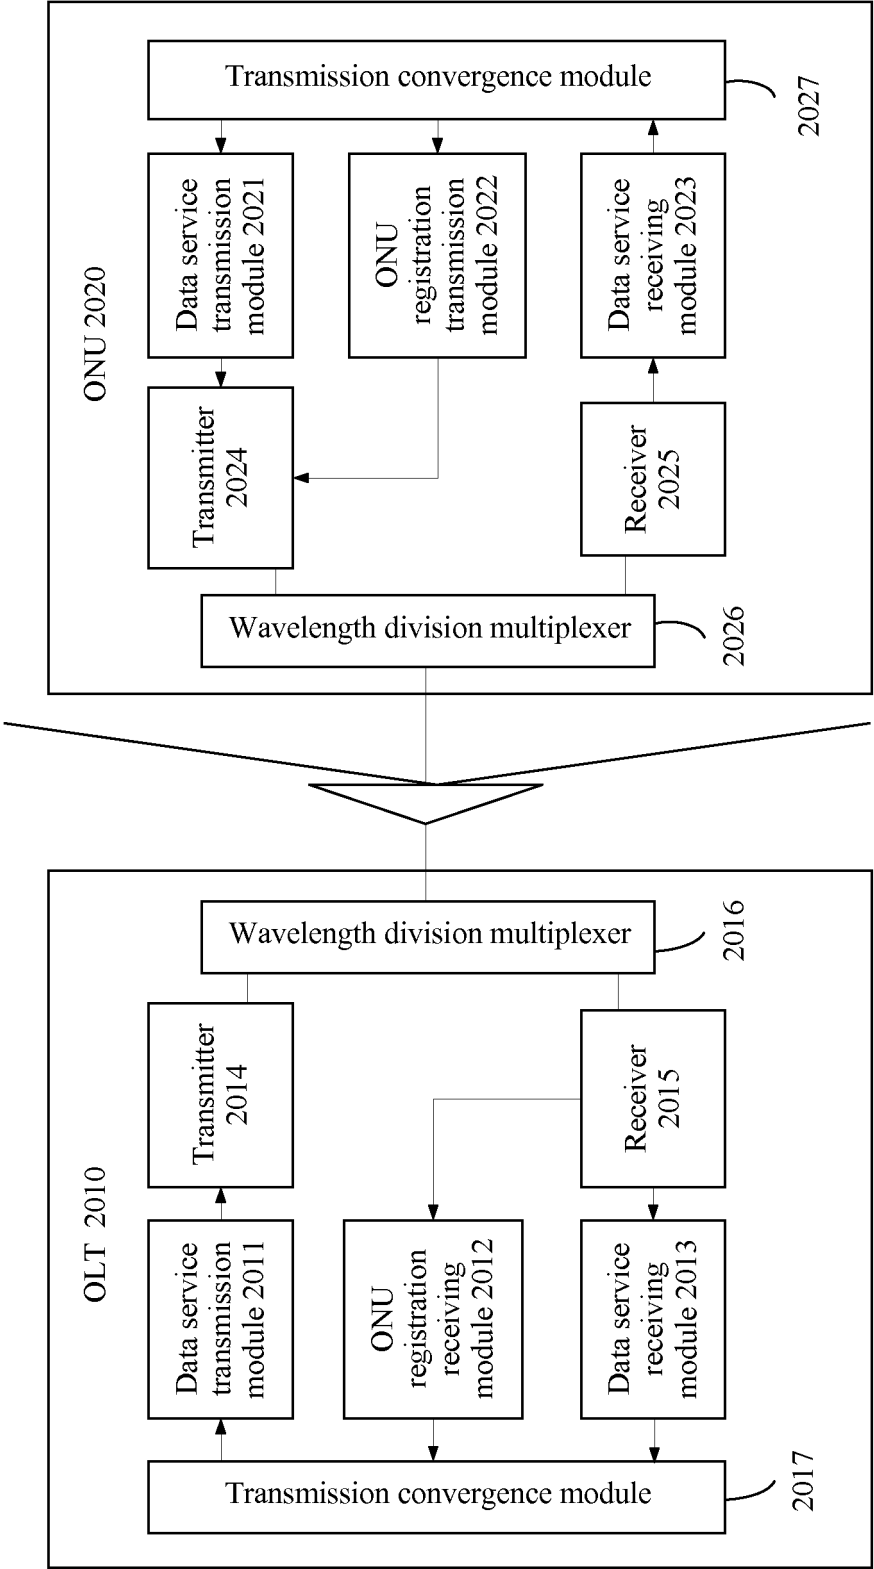 Transmission convergence module
2027
Data service
transmission
module 2021
ONU
registration
transmission
module 2022
Data service
receiving
module 2023
ONU 2020
Transmitter
2024
Receiver
2025
Wavelength division multiplexer
2026
Wavelength division multiplexer
2016
Transmitter
2014
Receiver
2015
OLT 2010
Data service
transmission
module 2011
ONU
registration
receiving
module 2012
Data service
receiving
module 2013
Transmission convergence module
2017